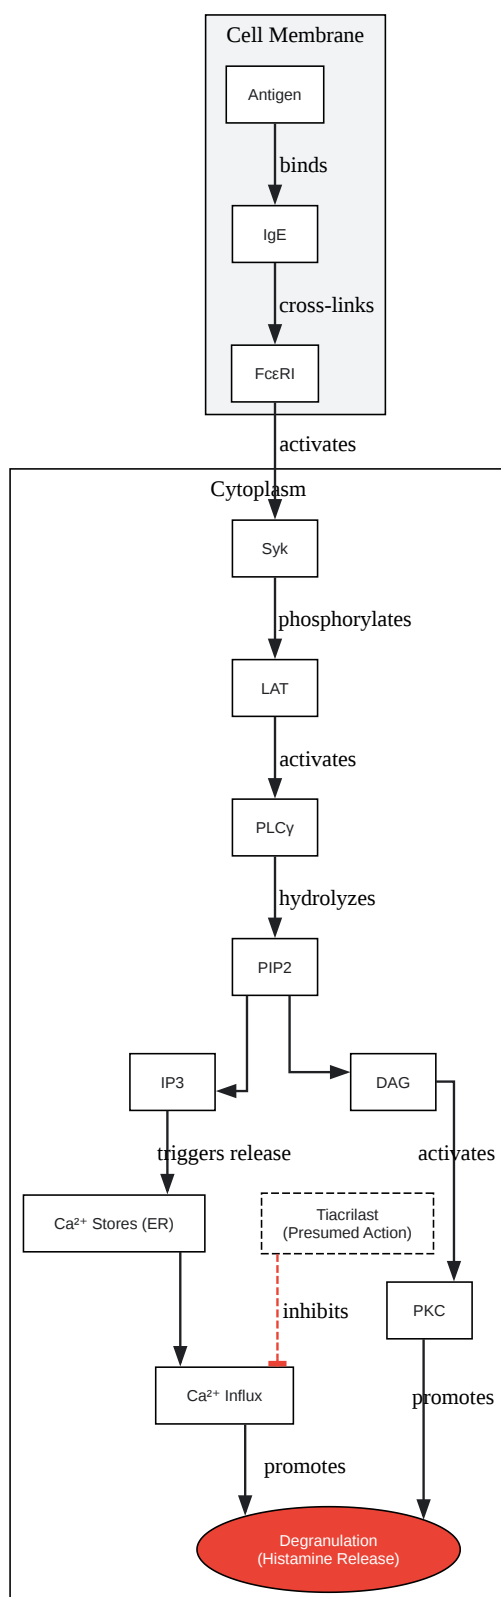 Cell Membrane
Antigen
binds
IgE
cross-links
FcεRI
activates
Cytoplasm
Syk
phosphorylates
LAT
activates
PLCγ
hydrolyzes
PIP2
IP3
DAG
triggers release
activates
Ca²⁺ Stores (ER)
Tiacrilast
(Presumed Action)
inhibits
PKC
Ca²⁺ Influx
promotes
promotes
Degranulation
(Histamine Release)